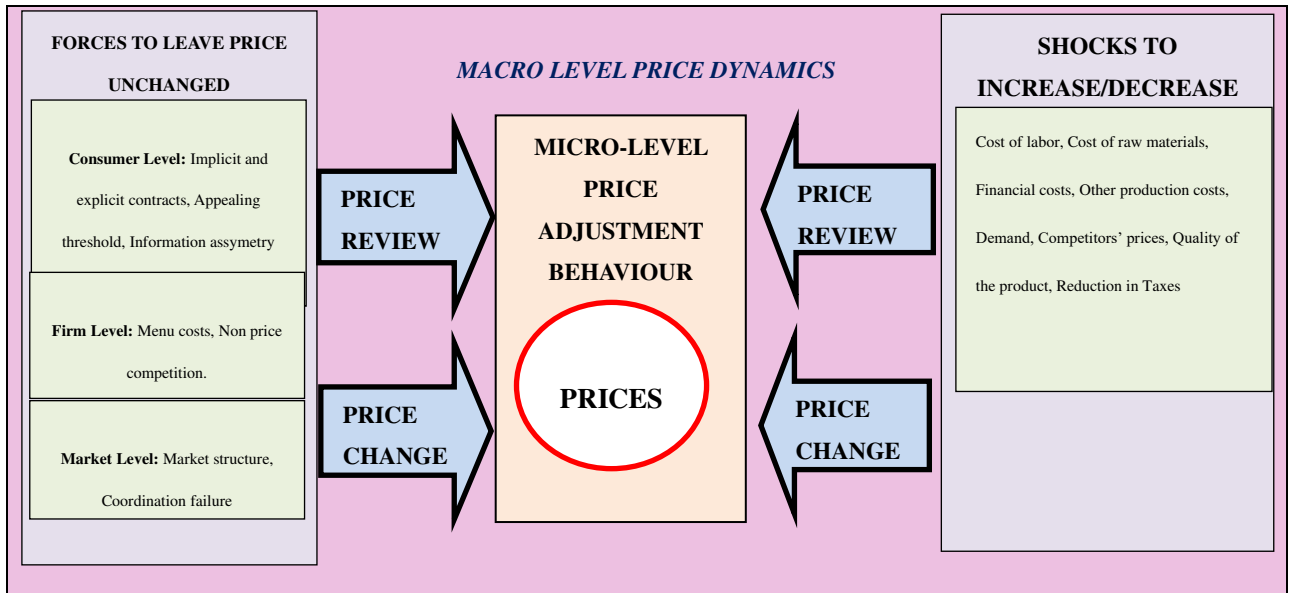 FORCES TO LEAVE PRICE
UNCHANGED
Consumer Level: Implicit and
explicit contracts, Appealing
threshold, Information assymetry
Firm Level: Menu costs, Non price
competition.
Market Level: Market structure,
Coordination failure
MACRO LEVEL PRICE DYNAMICS
PRICE
REVIEW
PRICE
CHANGE
MICRO-LEVEL
PRICE
ADJUSTMENT
BEHAVIOUR
PRICES
PRICE
REVIEW
PRICE
CHANGE
SHOCKS TO
INCREASE/DECREASE
Cost of labor, Cost of raw materials,
Financial costs, Other production costs,
Demand, Competitors’ prices, Quality of
the product, Reduction in Taxes